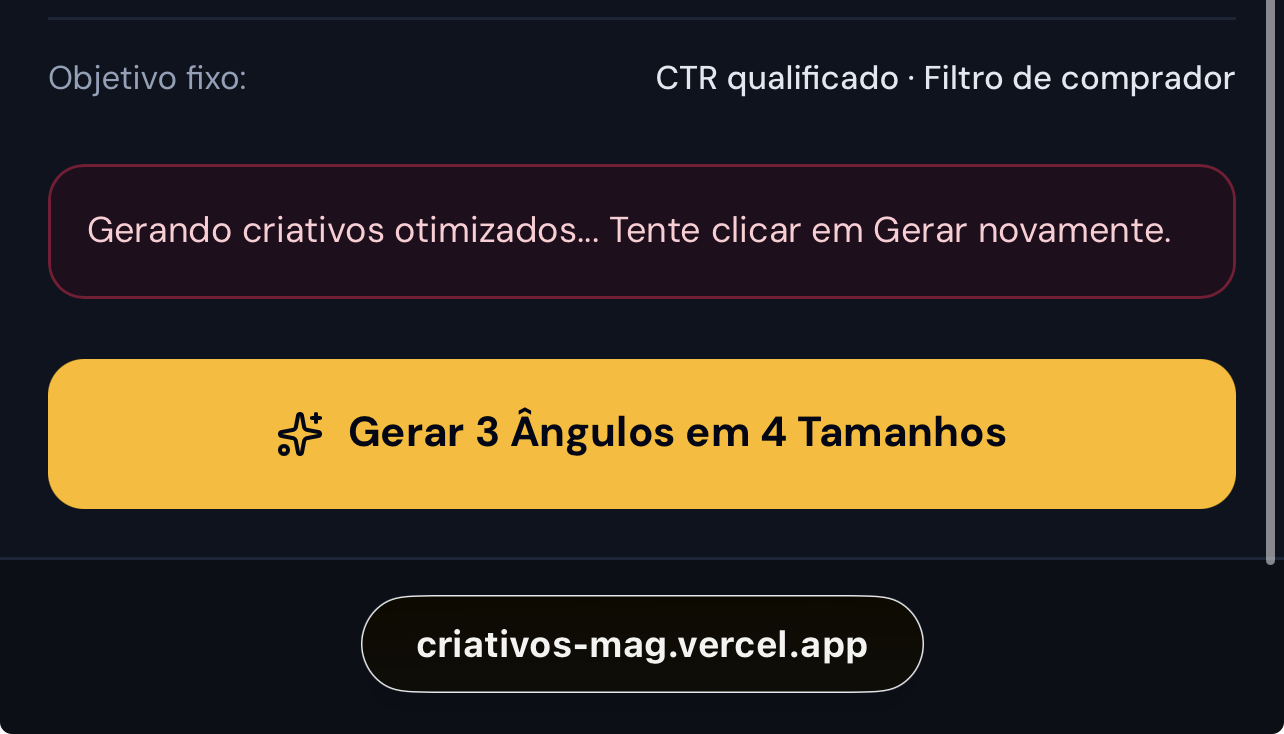 Objetivo fixo:
CTR qualificado · Filtro de comprador
Gerando criativos otimizados... Tente clicar em Gerar novamente.
Gerar 3 Ângulos em 4 Tamanhos
criativos-mag.vercel.app